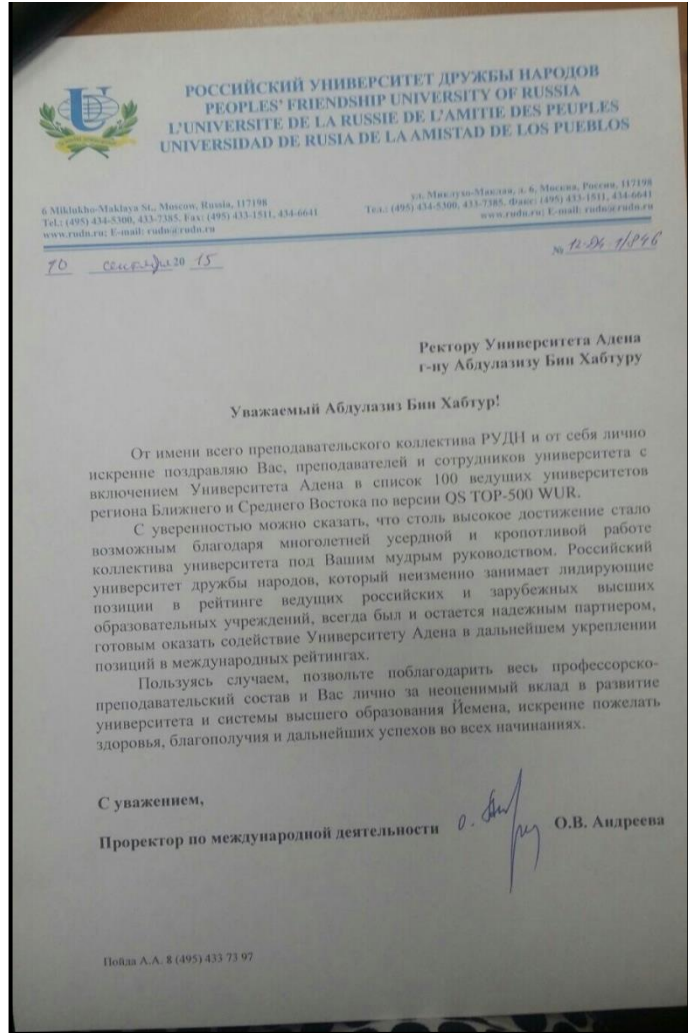 РОССИЙСКИЙ УНИВЕРСИТЕТ ДРУЖБЫ НАРОДОВ
PEOPLES' FRIENDSHIP UNIVERSITY OF RUSSIA
L'UNIVERSITE DE LA RUSSIE DE L'AMITIE DES PEUPLES
UNIVERSIDAD DE RUSIA DE LA AMISTAD DE LOS PUEBLOS
6 Miklukho-Maklaya St., Moscow, Russia, 117198
Tel.: (495) 434-5300, 433-7385, Fax: (495) 433-1511, 434-6641
www.rudn.ru; E-mail: rudn@rudn.ru
ул. Миклухо-Маклая, д. 6, Москва, Россия, 117198
Тел.: (495) 434-5300, 433-7385, Факс: (495) 433-1511, 434-6641
www.rudn.ru; E-mail: rudn@rudn.ru
10 сентября 20 15
№
Ректору Университета Адена
г-ну Абдулазизу Бин Хабтуру
Уважаемый Абдулазиз Бин Хабтур!
От имени всего преподавательского коллектива РУДН и от себя лично
искренне поздравляю Вас, преподавателей и сотрудников университета с
включением Университета Адена в список 100 ведущих университетов
региона Ближнего и Среднего Востока по версии QS TOP-500 WUR.
С уверенностью можно сказать, что столь высокое достижение стало
возможным благодаря многолетней усердной и кропотливой работе
коллектива университета под Вашим мудрым руководством. Российский
университет дружбы народов, который неизменно занимает лидирующие
позиции в рейтинге ведущих российских и зарубежных высших
образовательных учреждений, всегда был и остается надежным партнером,
готовым оказать содействие Университету Адена в дальнейшем укреплении
позиций в международных рейтингах.
Пользуясь случаем, позвольте поблагодарить весь профессорско-
преподавательский состав и Вас лично за неоценимый вклад в развитие
университета и системы высшего образования Йемена, искренне пожелать
здоровья, благополучия и дальнейших успехов во всех начинаниях.
С уважением,
Проректор по международной деятельности О.В. Андреева
Пойда А.А. 8 (495) 433 73 97